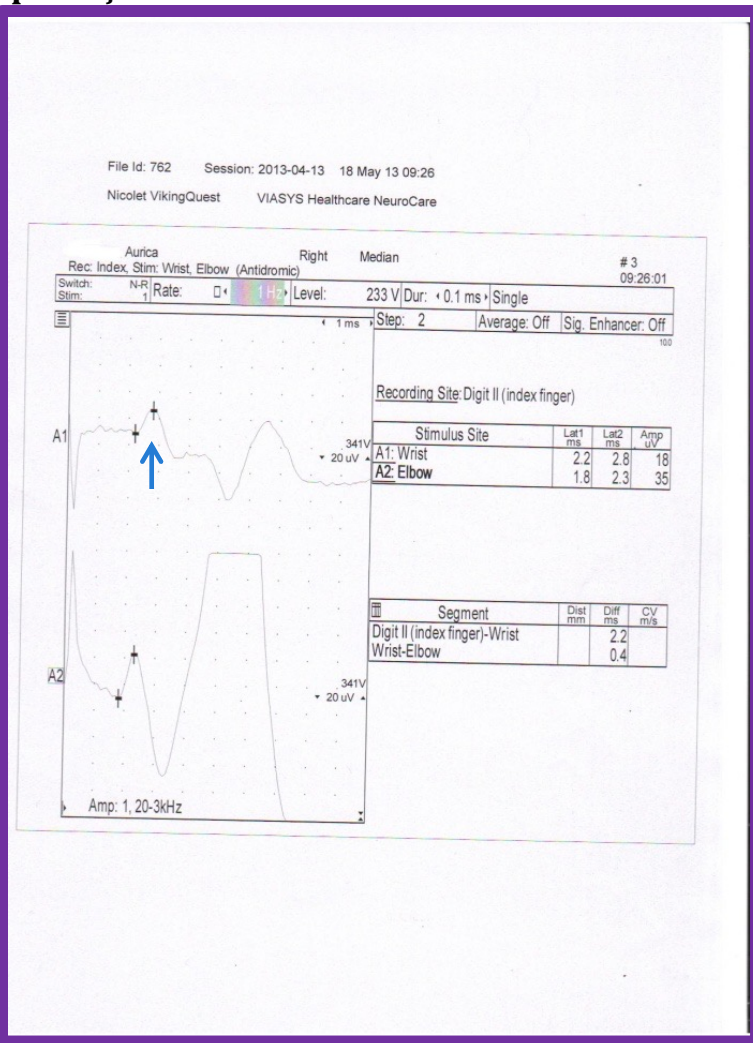 File Id: 762 Session: 2013-04-13 18 May 13 09:26
Nicolet VikingQuest VIASYS Healthcare NeuroCare
Aurica Right Median # 3
Rec: Index, Stim: Wrist, Elbow (Antidromic) 09:26:01
Switch: N-R Rate: 1 Hz Level: 233 V Dur: 0.1 ms Single
Stim: 1
1 ms Step: 2 Average: Off Sig. Enhancer: Off
100
Recording Site: Digit II (index finger)
Stimulus Site Lat1 ms Lat2 ms Amp uV
A1 341V
20 uV A1: Wrist 2.2 2.8 18
A2: Elbow 1.8 2.3 35
Segment Dist mm Diff ms CV m/s
Digit II (index finger)-Wrist 2.2
Wrist-Elbow 0.4
A2 341V
20 uV
Amp: 1, 20-3kHz